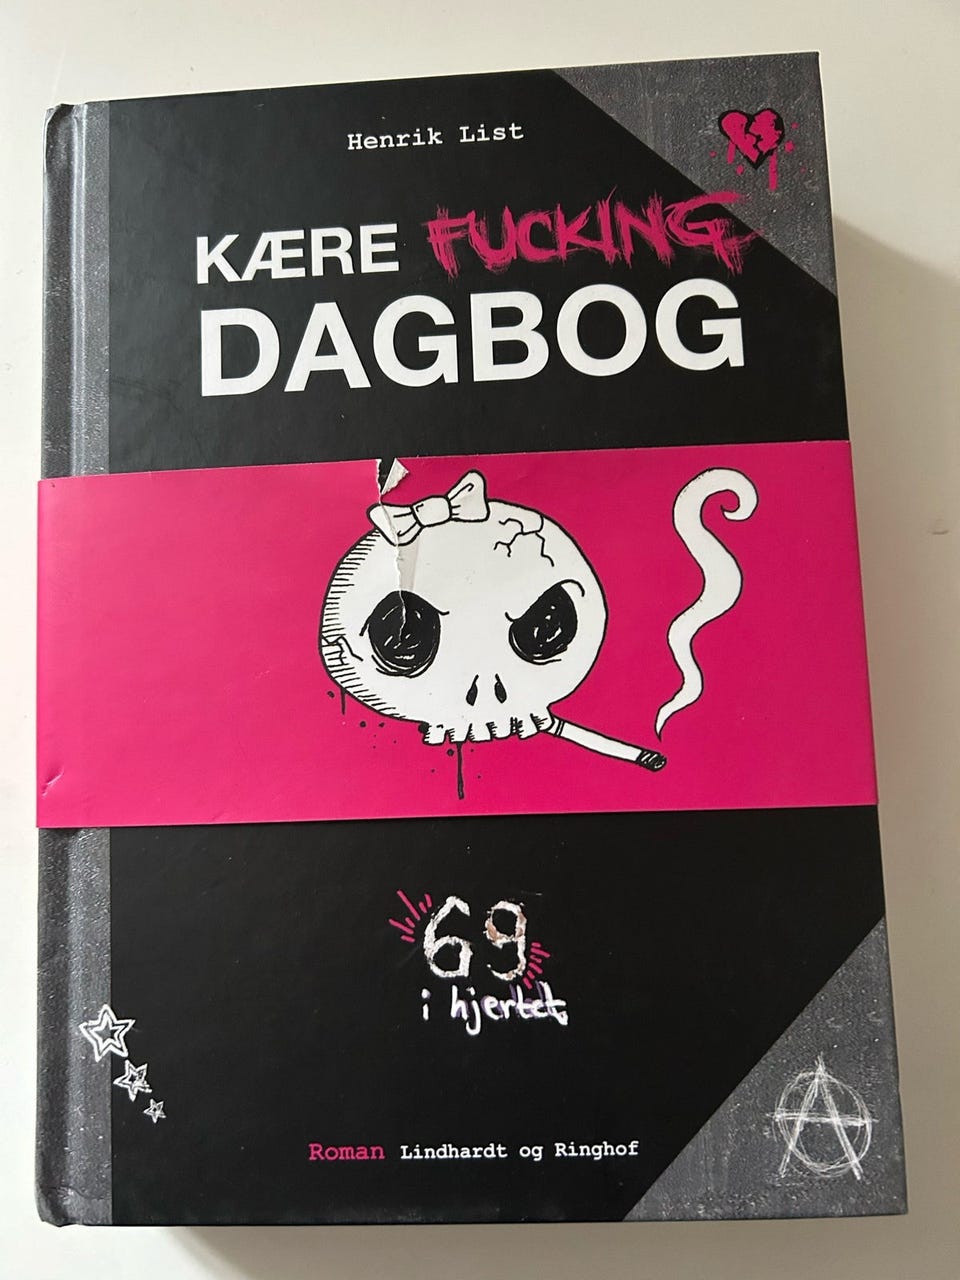 Henrik List
KÆRE FUCKING
DAGBOG
69
i hjertet
Roman Lindhardt og Ringhof